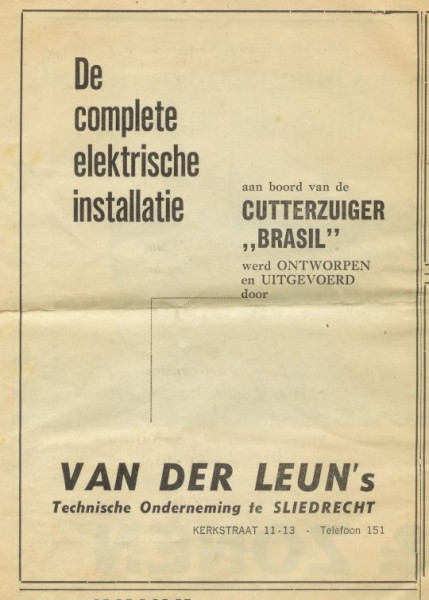 De
complete
elektrische
installatie
aan boord van de
CUTTERZUIGER
„BRASIL”
werd ONTWORPEN
en UITGEVOERD
door
VAN DER LEUN's
Technische Onderneming te SLIEDRECHT
KERKSTRAAT 11-13 - Telefoon 151